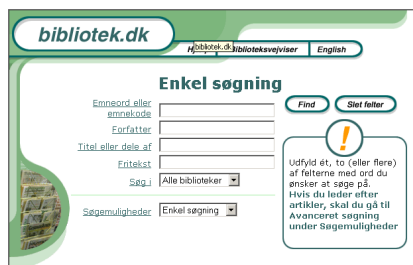 bibliotek.dk
bibliotek.dk
Biblioteksvejviser
English
Enkel søgning
Emneord eller
emnekode
Find
Slet felter
Forfatter
Titel eller dele af
Fritekst
Søg i
Alle biblioteker
Søgemuligheder
Enkel søgning
!
Udfyld ét, to (eller flere)
af felterne med ord du
ønsker at søge på.
Hvis du leder efter
artikler, skal du gå til
Avanceret søgning
under Søgemuligheder